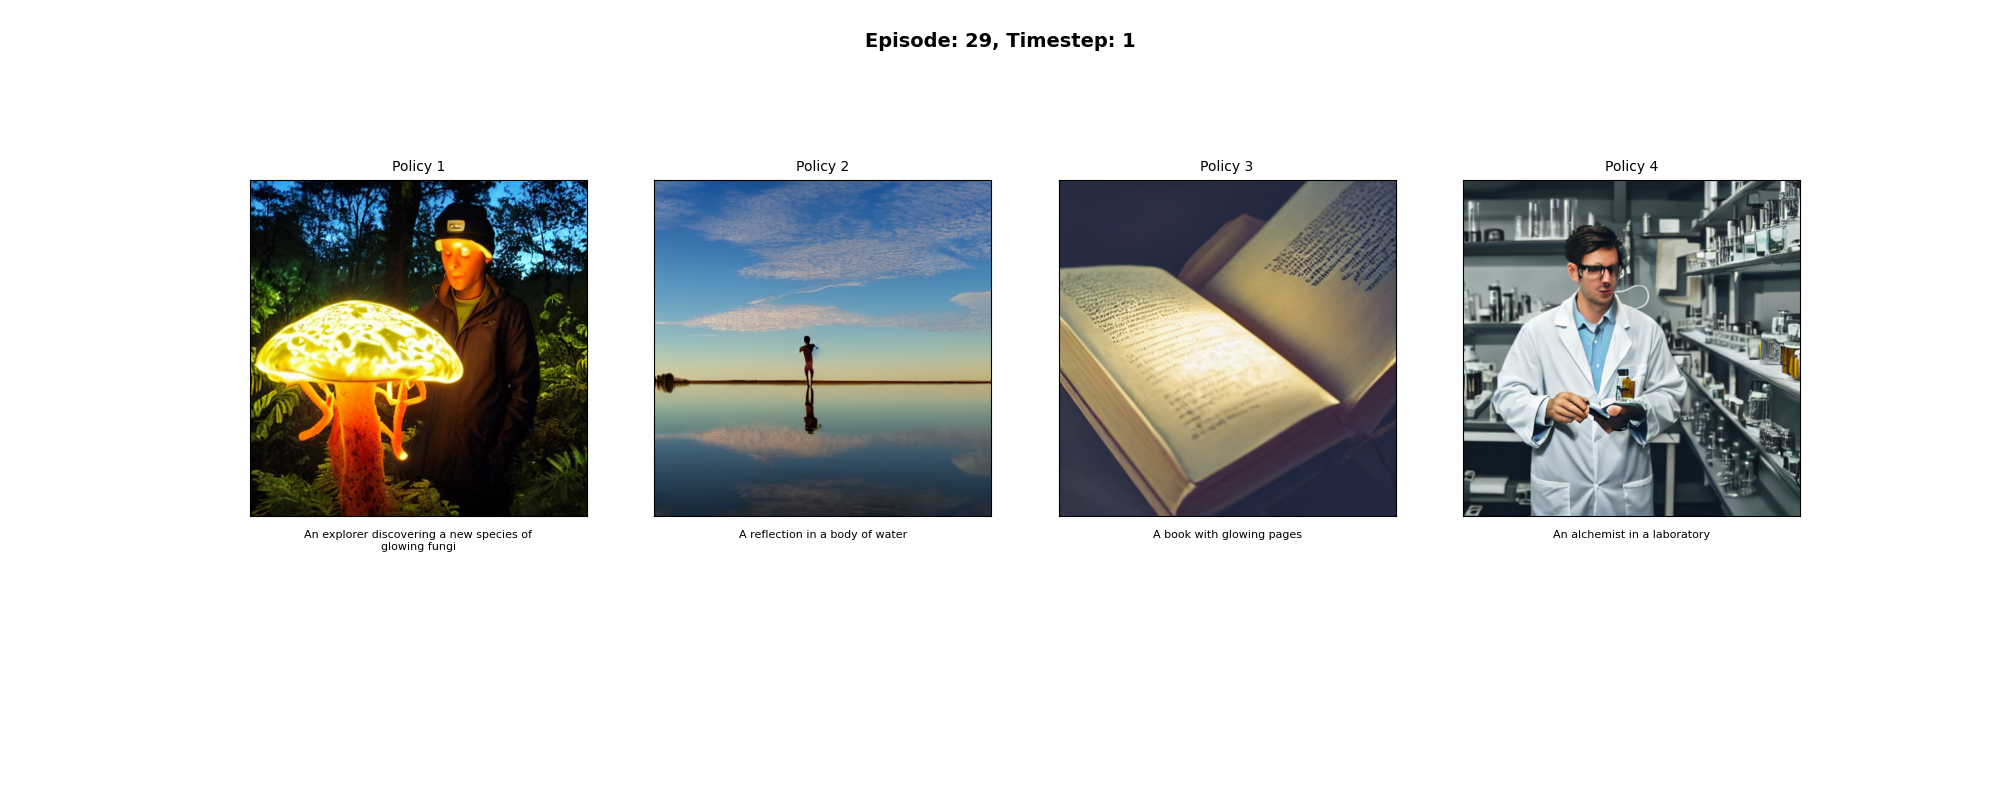 Episode: 29, Timestep: 1
Policy 1
Policy 2
Policy 3
Policy 4
An explorer discovering a new species of
glowing fungi
A reflection in a body of water
A book with glowing pages
An alchemist in a laboratory